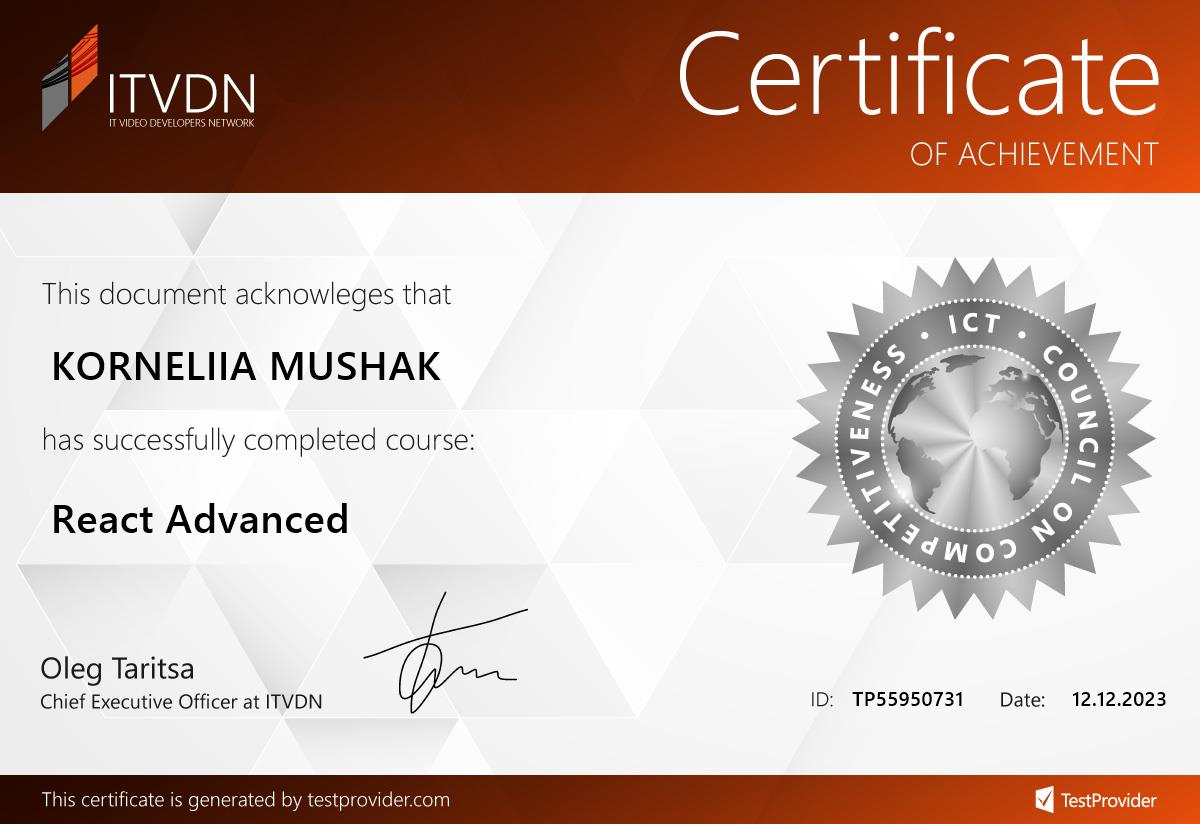 ITVDN
IT VIDEO DEVELOPERS NETWORK
Certificate
OF ACHIEVEMENT
This document acknowleges that
KORNELIIA MUSHAK
has successfully completed course:
React Advanced
ICT • COUNCIL ON COMPETITIVENESS •
Oleg Taritsa
Chief Executive Officer at ITVDN
ID: TP55950731 Date: 12.12.2023
This certificate is generated by testprovider.com
TestProvider